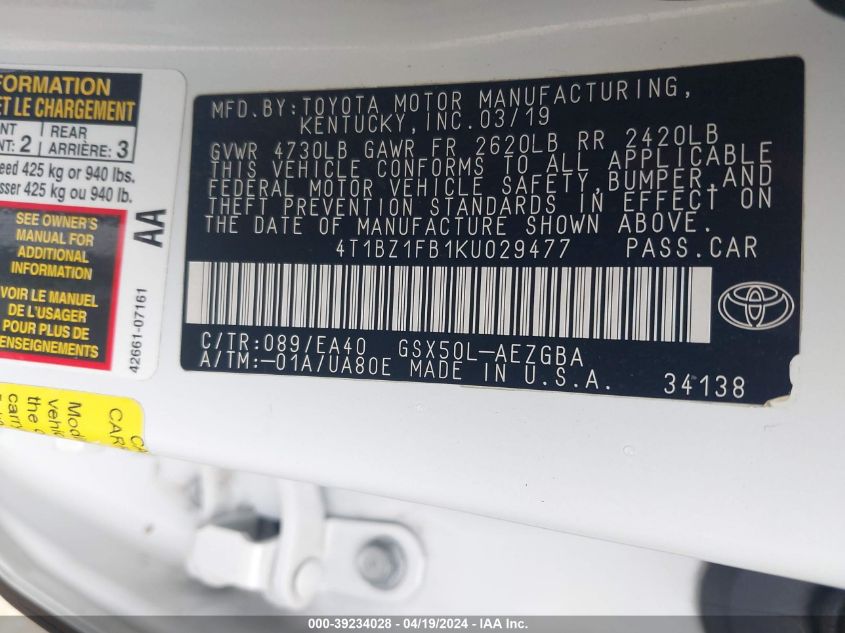 FORMATION
ET LE CHARGEMENT
REAR
: 2 ARRIÈRE: 3
425 kg or 940 lbs.
425 kg ou 940 lb.
SEE OWNER'S
MANUAL FOR
ADDITIONAL
INFORMATION
VOIR LE MANUEL
DE L'USAGER
POUR PLUS DE
RENSEIGNEMENTS
AA
42661-07161
MFD.BY:TOYOTA MOTOR MANUFACTURING,
KENTUCKY,INC.03/19
GVWR 4730LB GAWR FR 2620LB RR 2420LB
THIS VEHICLE CONFORMS TO ALL APPLICABLE
FEDERAL MOTOR VEHICLE SAFETY,BUMPER,AND
THEFT PREVENTION STANDARDS IN EFFECT ON
THE DATE OF MANUFACTURE SHOWN ABOVE.
4T1BZ1FB1KU029477 PASS.CAR
C/TR:089/EA40 GSX50L-AEZGBA
A/TM:-01A/UA80E MADE IN U.S.A. 34138
TOYOTA
000-39234028 - 04/19/2024 - IAA Inc.